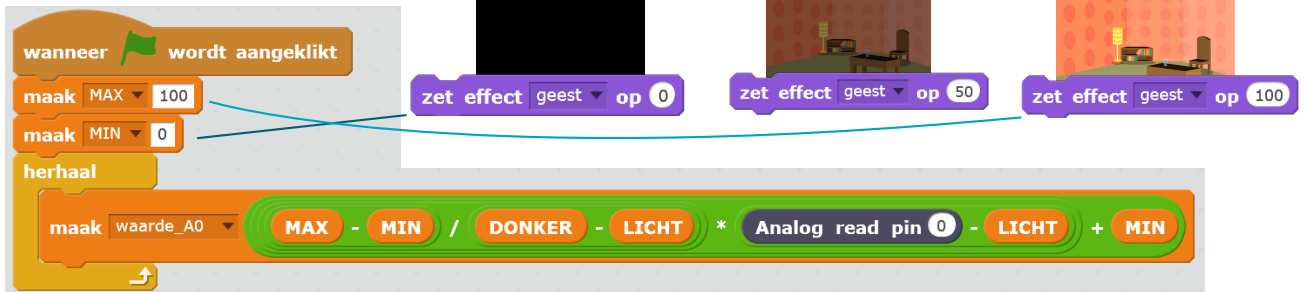 wanneer wordt aangeklikt
maak MAX 100
maak MIN 0
herhaal
maak waarde_A0 MAX - MIN / DONKER - LICHT * Analog read pin 0 - LICHT + MIN
zet effect geest op 0
zet effect geest op 50
zet effect geest op 100